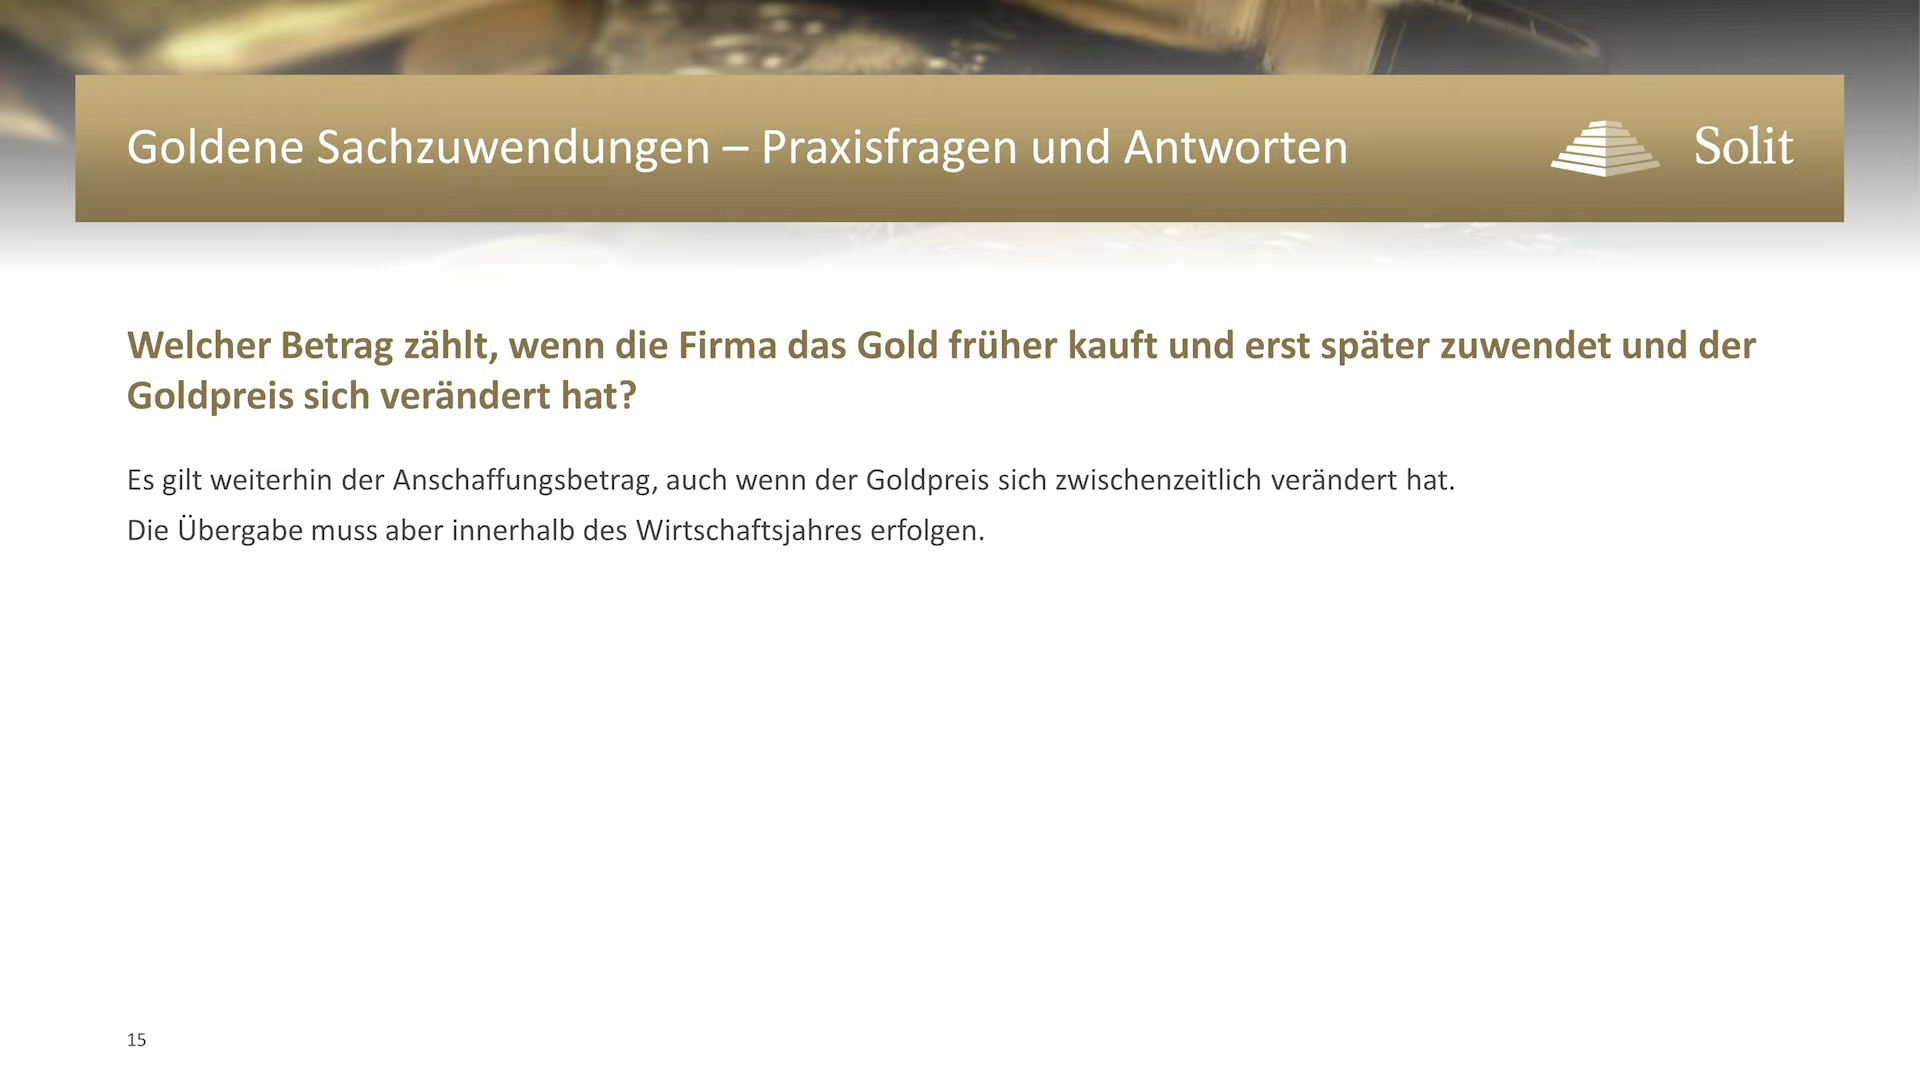 Goldene Sachzuwendungen – Praxisfragen und Antworten
Solit
Welcher Betrag zählt, wenn die Firma das Gold früher kauft und erst später zuwendet und der
Goldpreis sich verändert hat?
Es gilt weiterhin der Anschaffungsbetrag, auch wenn der Goldpreis sich zwischenzeitlich verändert hat.
Die Übergabe muss aber innerhalb des Wirtschaftsjahres erfolgen.
15